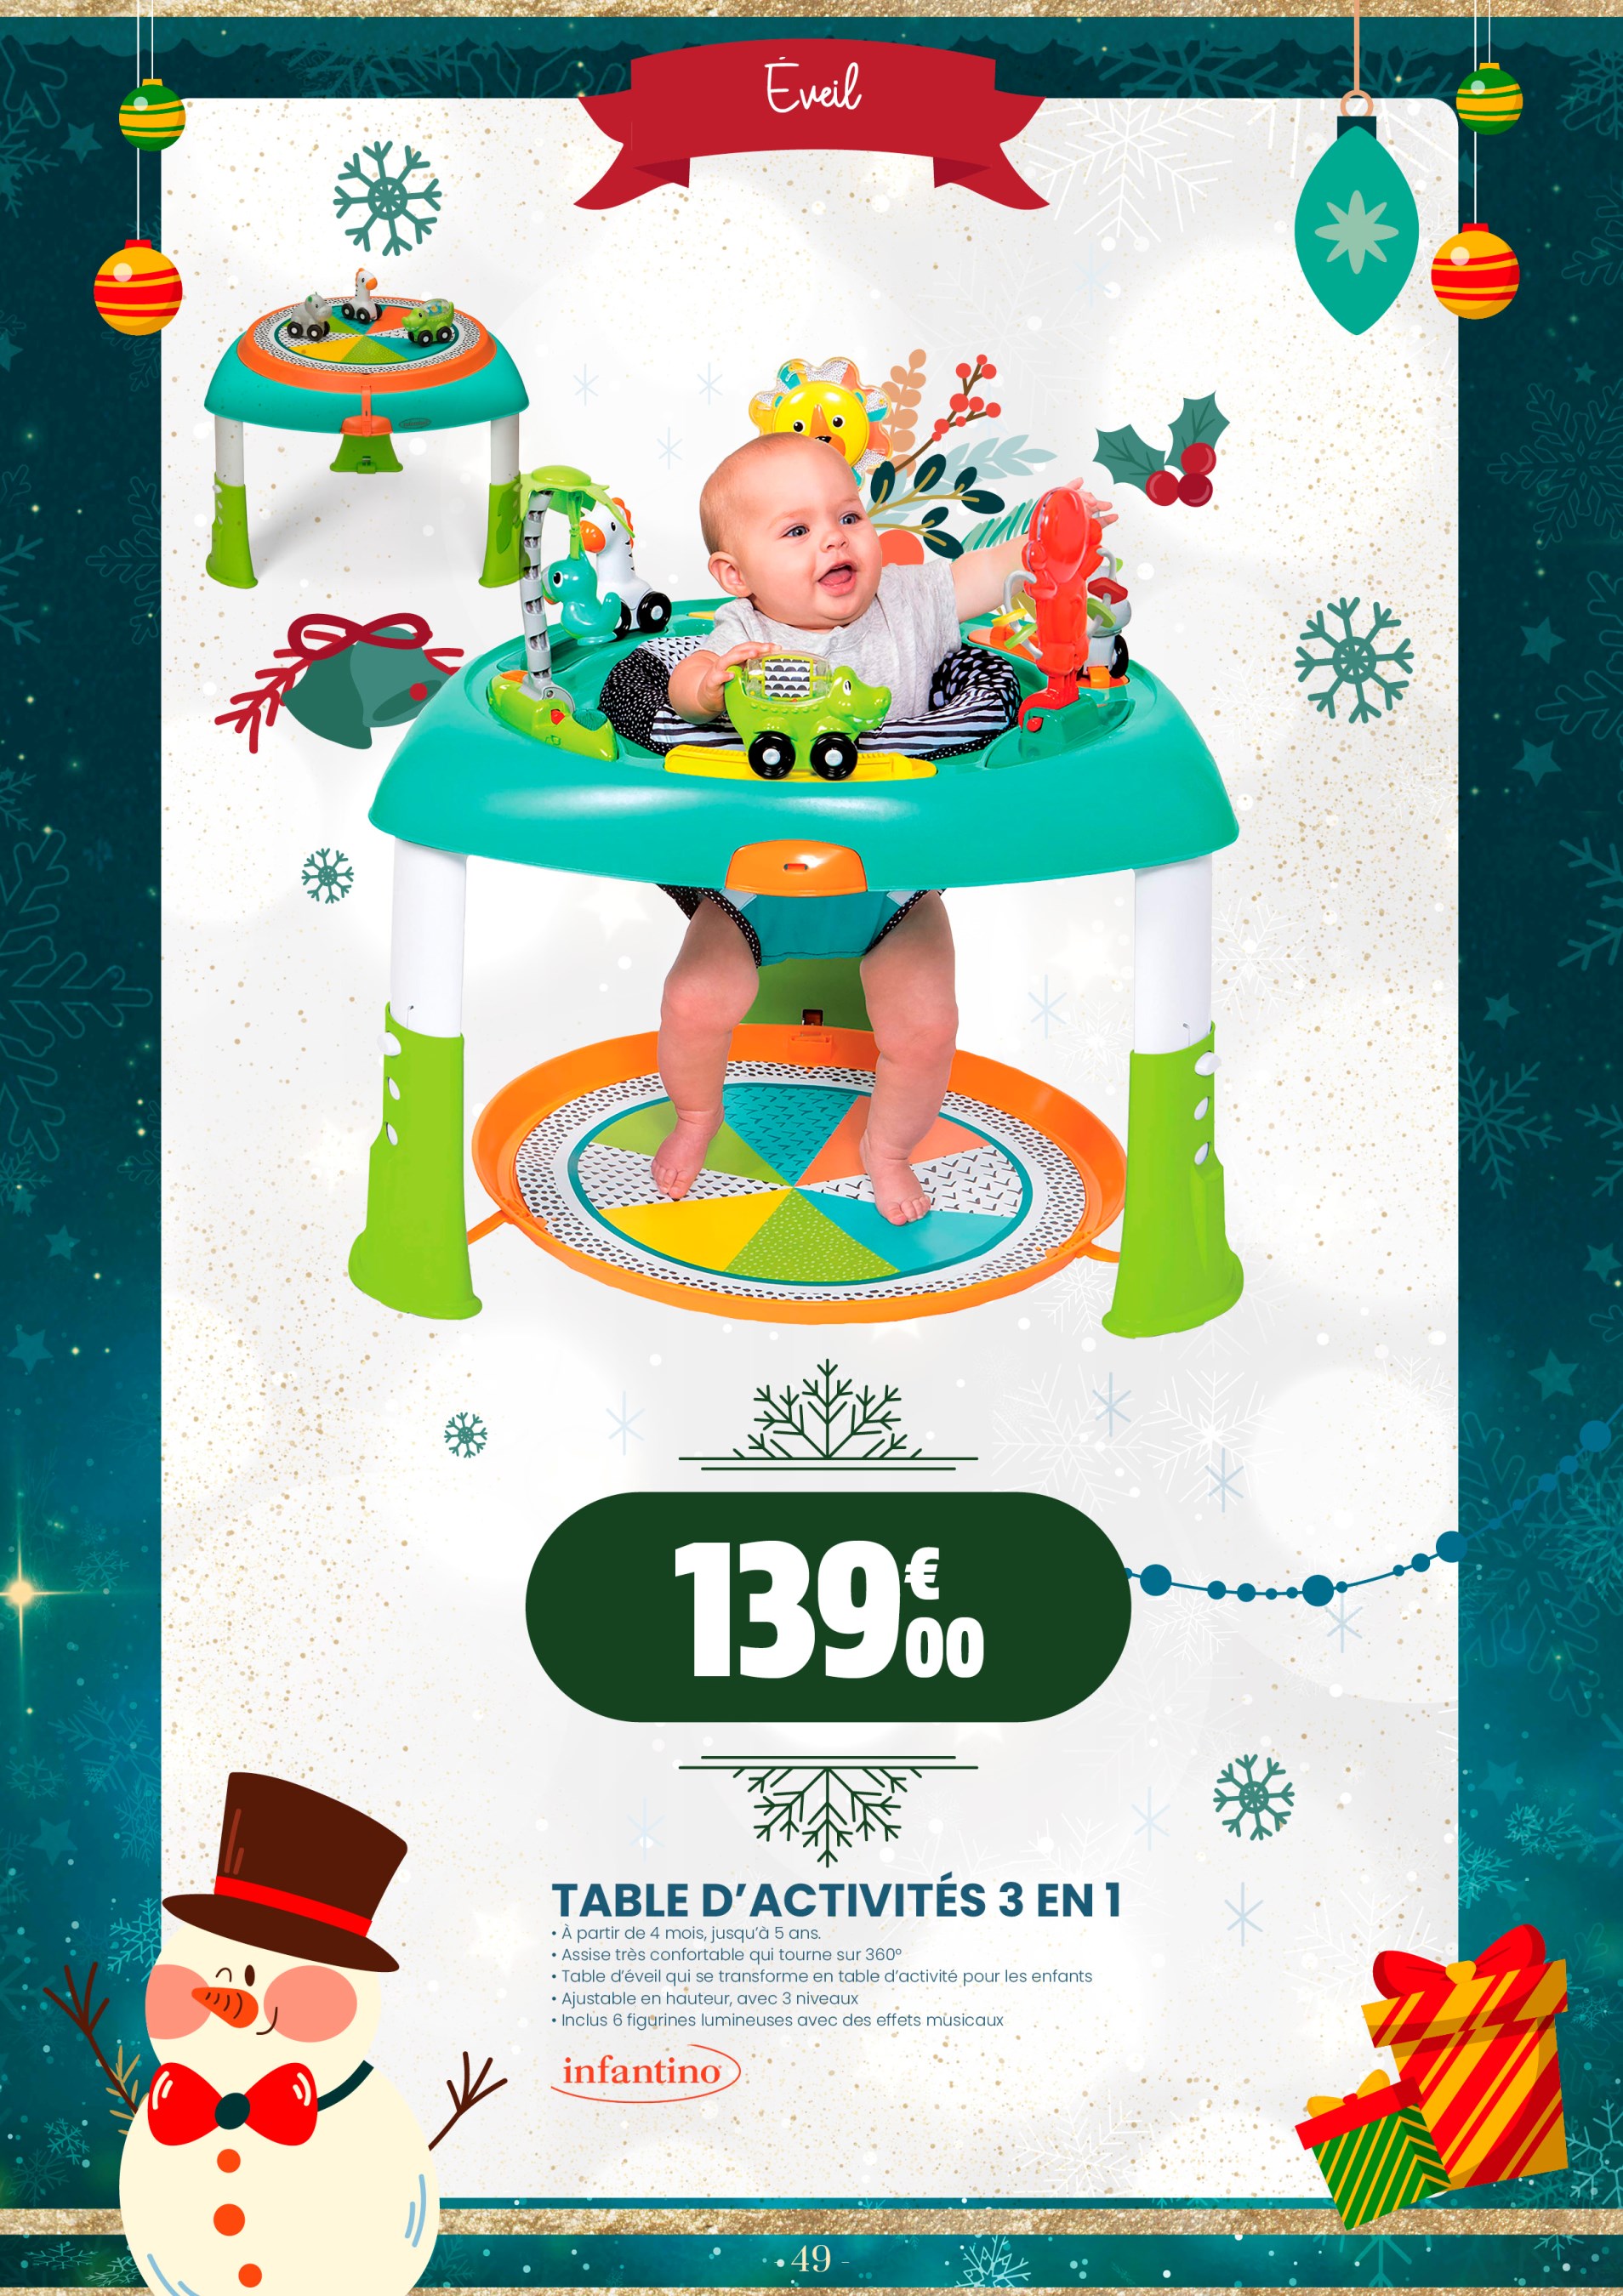 Éveil
139€
00
TABLE D'ACTIVITÉS 3 EN 1
• À partir de 4 mois, jusqu'à 5 ans.
• Assise très confortable qui tourne sur 360º
• Table d'éveil qui se transforme en table d'activité pour les enfants
• Ajustable en hauteur, avec 3 niveaux
• Inclus 6 figurines lumineuses avec des effets musicaux
infantino
- 49 -